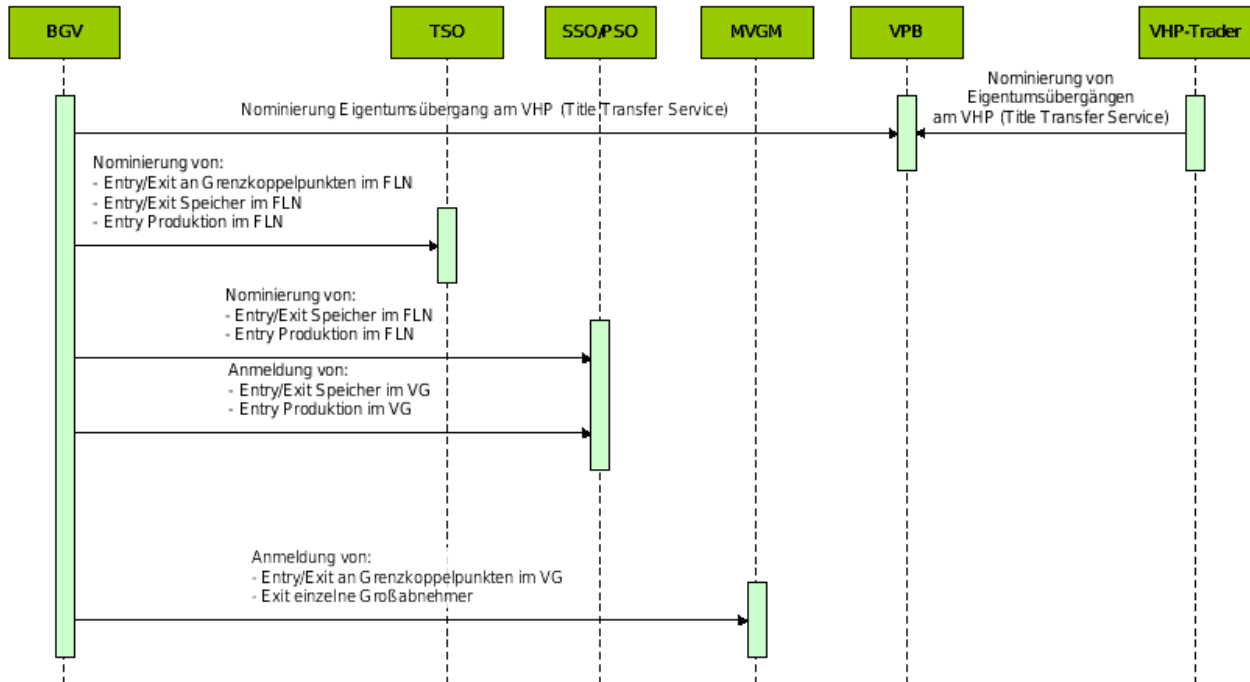 BGV
TSO
SSO/PSO
MVGM
VPB
VHP-Trader
Nominierung Eigentumsübergang am VHP (Title Transfer Service)
Nominierung von
Eigentumsübergängen
am VHP (Title Transfer Service)
Nominierung von:
- Entry/Exit an Grenzkoppelpunkten im FLN
- Entry/Exit Speicher im FLN
- Entry Produktion im FLN
Nominierung von:
- Entry/Exit Speicher im FLN
- Entry Produktion im FLN
Anmeldung von:
- Entry/Exit Speicher im VG
- Entry Produktion im VG
Anmeldung von:
- Entry/Exit an Grenzkoppelpunkten im VG
- Exit einzelne Großabnehmer